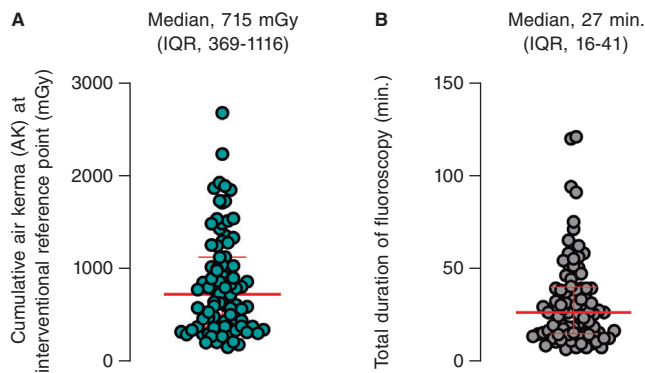 A
Median, 715 mGy
(IQR, 369-1116)
Cumulative air kerma (AK) at
interventional reference point (mGy)
3000
2000
1000
0
B
Median, 27 min.
(IQR, 16-41)
Total duration of fluoroscopy (min.)
150
100
50
0